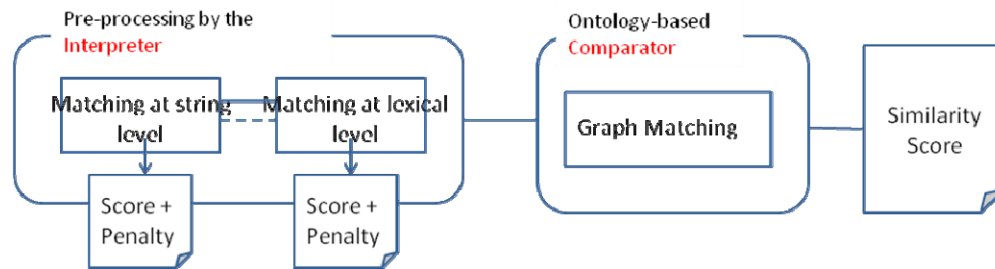 Pre-processing by the
Interpreter
Matching at string
level
Matching at lexical
level
Score +
Penalty
Score +
Penalty
Ontology-based
Comparator
Graph Matching
Similarity
Score